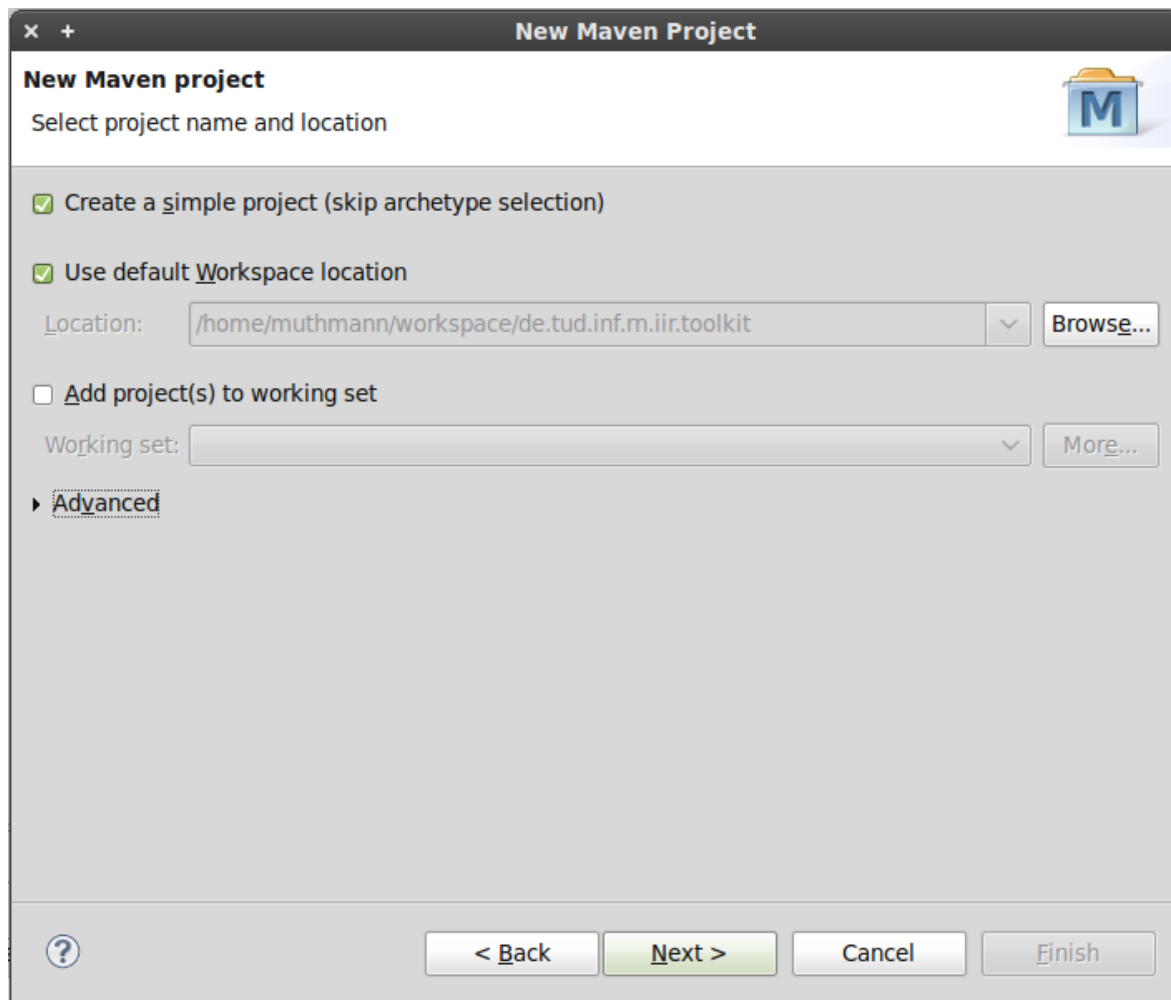 New Maven Project
New Maven project
Select project name and location
M
Create a simple project (skip archetype selection)
Use default Workspace location
Location: /home/muthmann/workspace/de.tud.inf.rn.iir.toolkit Browse...
Add project(s) to working set
Working set: More...
Advanced
? < Back Next > Cancel Finish